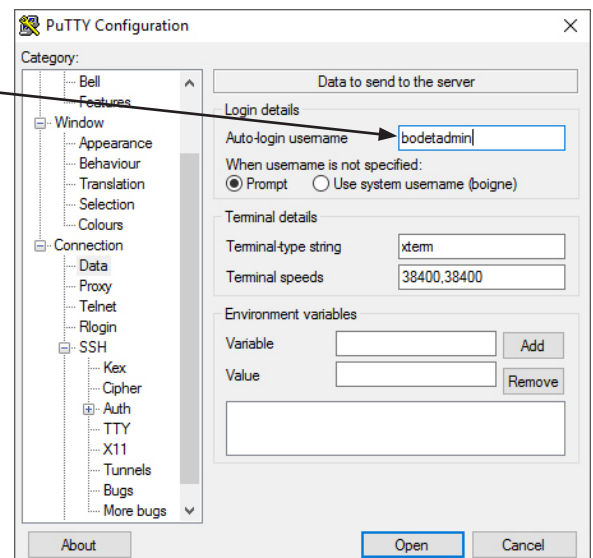 PuTTY Configuration
Category:
Bell
Features
Window
Appearance
Behaviour
Translation
Selection
Colours
Connection
Data
Proxy
Telnet
Rlogin
SSH
Kex
Cipher
Auth
TTY
X11
Tunnels
Bugs
More bugs
Data to send to the server
Login details
Auto-login username bodetadmin
When username is not specified:
Prompt Use system username (boigne)
Terminal details
Terminal-type string xterm
Terminal speeds 38400,38400
Environment variables
Variable Add
Value Remove
About Open Cancel